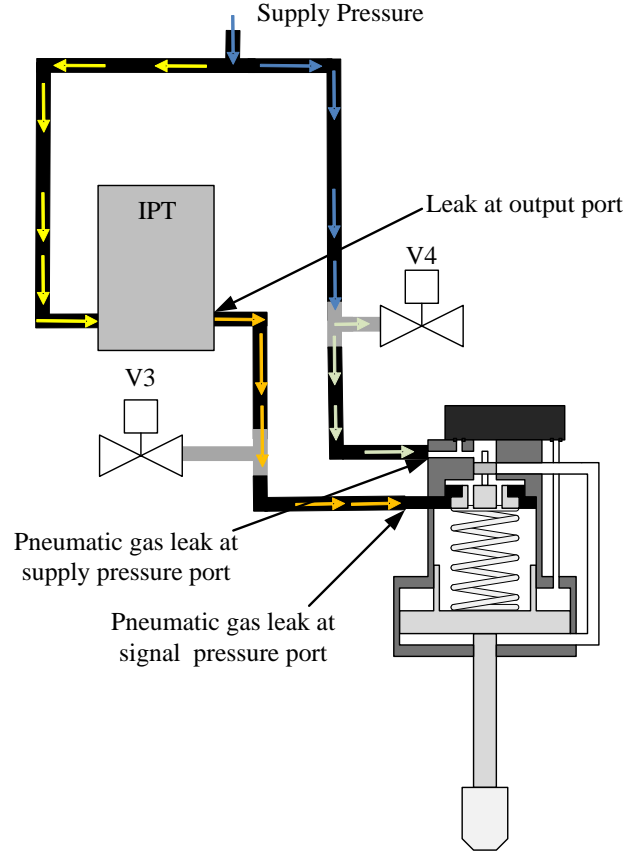 Supply Pressure
IPT
Leak at output port
V4
V3
Pneumatic gas leak at
supply pressure port
Pneumatic gas leak at
signal pressure port